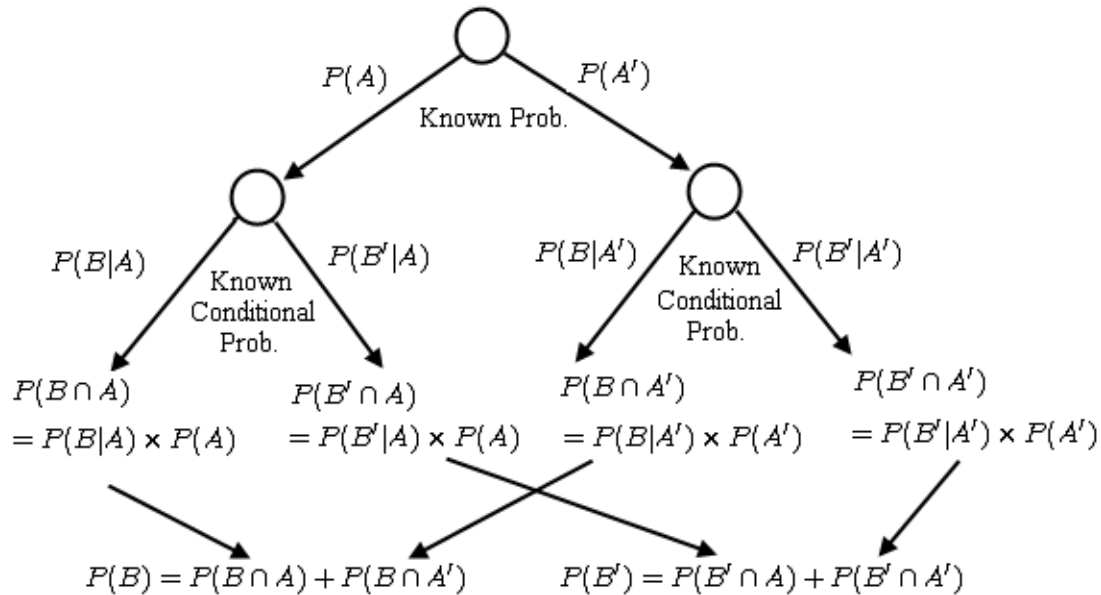 P(A)
P(A′)
Known Prob.
P(B|A)
P(B′|A)
P(B|A′)
P(B′|A′)
Known
Conditional
Prob.
Known
Conditional
Prob.
P(B ∩ A)
= P(B|A) × P(A)
P(B′ ∩ A)
= P(B′|A) × P(A)
P(B ∩ A′)
= P(B|A′) × P(A′)
P(B′ ∩ A′)
= P(B′|A′) × P(A′)
P(B) = P(B ∩ A) + P(B ∩ A′)
P(B′) = P(B′ ∩ A) + P(B′ ∩ A′)